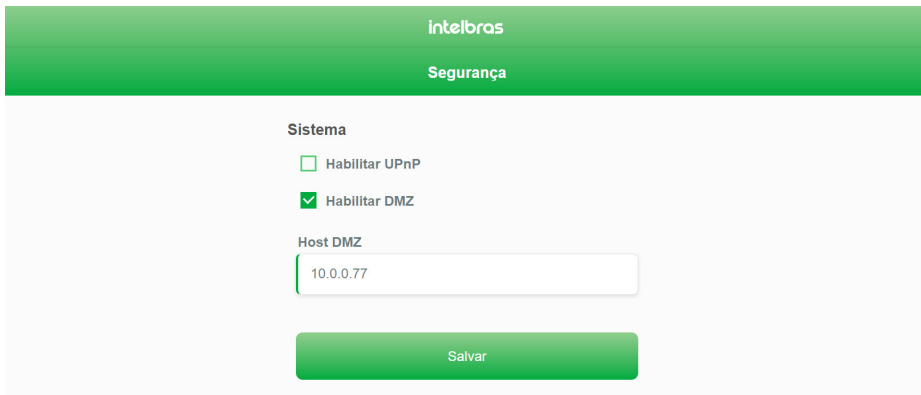 intelbras
Segurança
Sistema
Habilitar UPnP
Habilitar DMZ
Host DMZ
10.0.0.77
Salvar